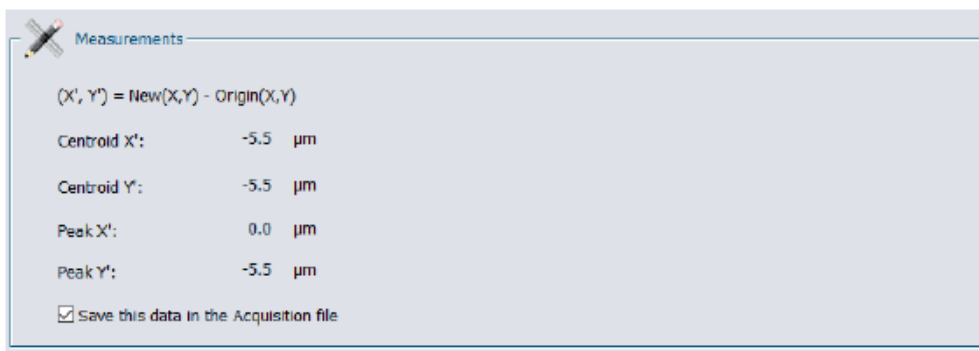 Measurements
(X', Y') = New(X,Y) - Origin(X,Y)
Centroid X': -5.5 µm
Centroid Y': -5.5 µm
Peak X': 0.0 µm
Peak Y': -5.5 µm
Save this data in the Acquisition file